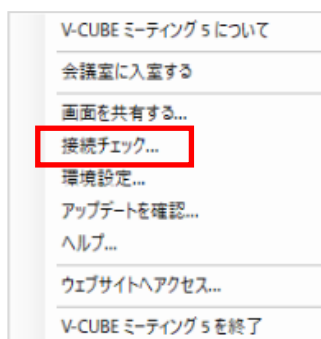 V-CUBE ミーティング 5 について
会議室に入室する
画面を共有する...
接続チェック...
環境設定...
アップデートを確認...
ヘルプ...
ウェブサイトへアクセス...
V-CUBE ミーティング 5 を終了